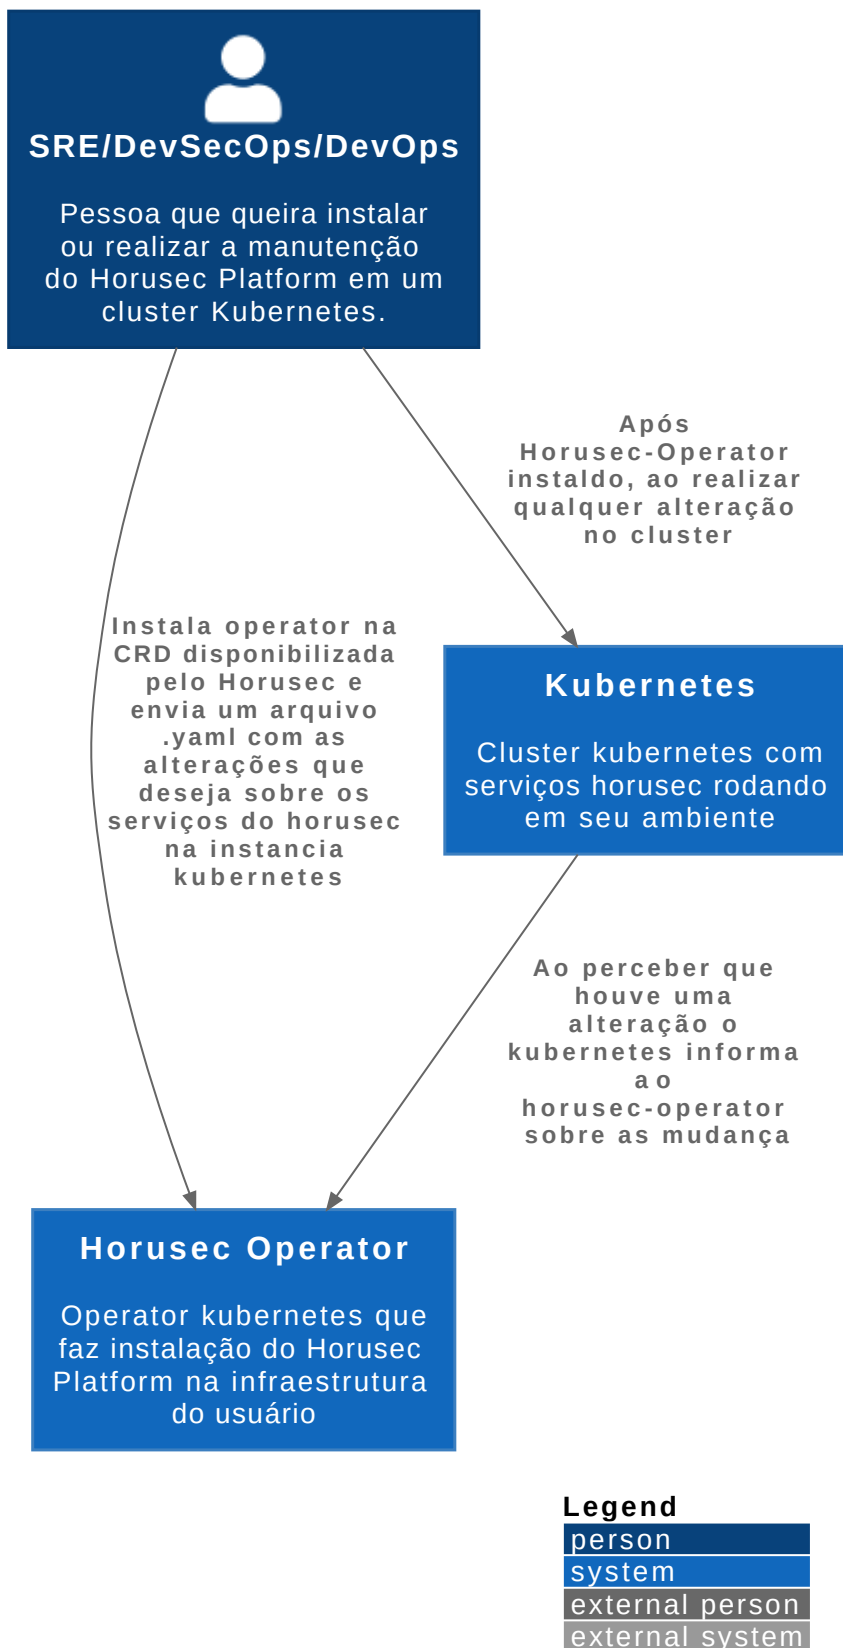 SRE/DevSecOps/DevOps
Pessoa que queira instalar
ou realizar a manutenção
do Horusec Platform em um
cluster Kubernetes.
Após
Horusec-Operator
instaldo, ao realizar
qualquer alteração
no cluster
Instala operator na
CRD disponibilizada
pelo Horusec e
envia um arquivo
.yaml com as
alterações que
deseja sobre os
serviços do horusec
na instancia
kubernetes
Kubernetes
Cluster kubernetes com
serviços horusec rodando
em seu ambiente
Ao perceber que
houve uma
alteração o
kubernetes informa
ao
horusec-operator
sobre as mudança
Horusec Operator
Operator kubernetes que
faz instalação do Horusec
Platform na infraestrutura
do usuário
Legend
person
system
external person
external system